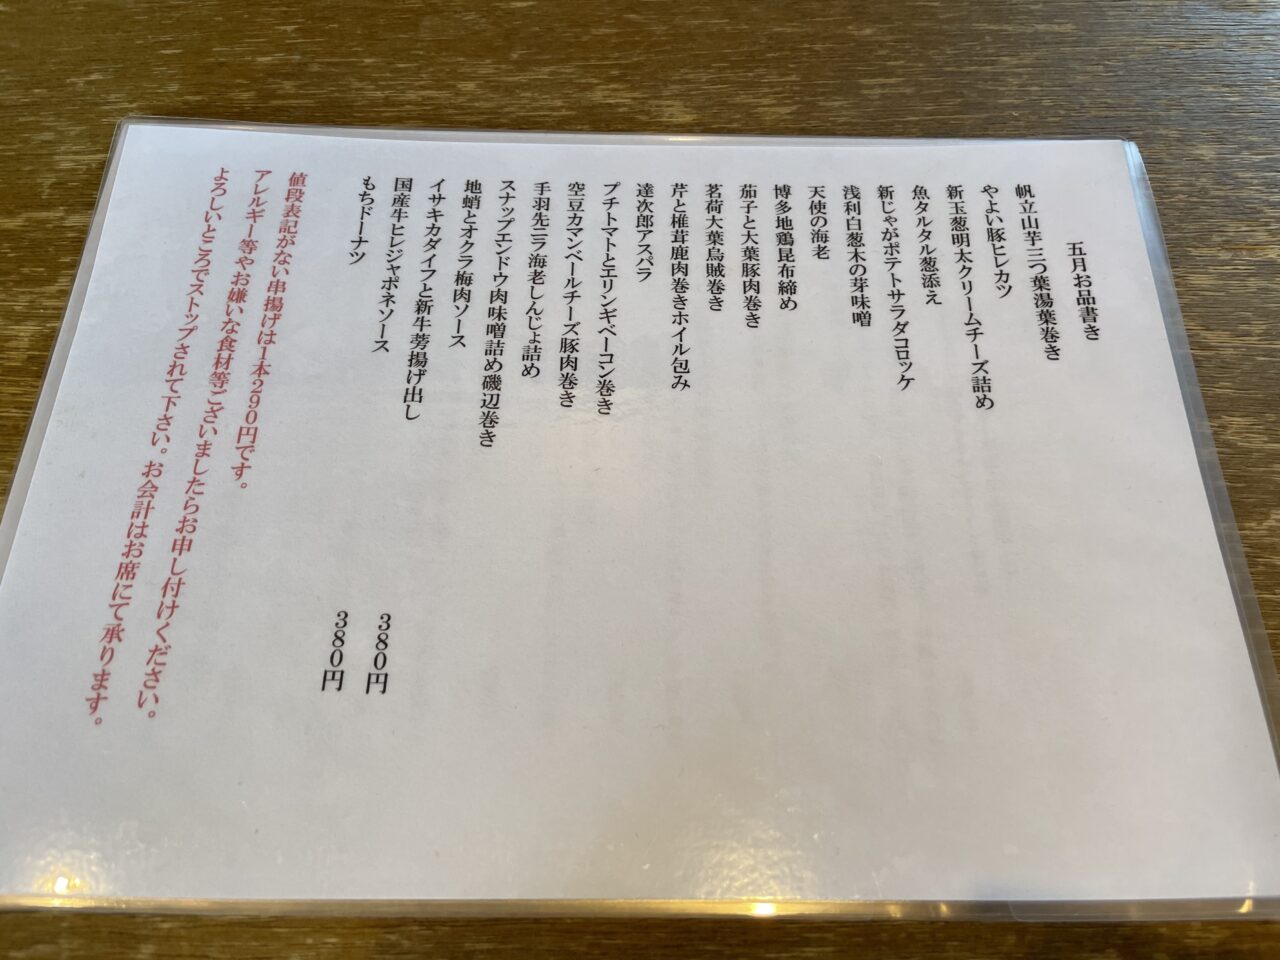 五月お品書き
帆立山芋三つ葉湯葉巻き
やよい豚ヒレカツ
新玉葱明太クリームチーズ詰め
魚タルタル葱添え
新じゃがポテトサラダコロッケ
浅利白葱木の芽味噌
天使の海老
博多地鶏昆布締め
茄子と大葉豚肉巻き
茗荷大葉烏賊巻き
芹と椎茸鹿肉巻きホイル包み
達次郎アスパラ
プチトマトとエリンギベーコン巻き
空豆カマンベールチーズ豚肉巻き
手羽先ニラ海老しんじょ詰め
スナップエンドウ肉味噌詰め磯辺巻き
地蛸とオクラ梅肉ソース
イサキカダイフと新牛蒡揚げ出し
国産牛ヒレジャポネソース 380円
もちドーナツ 380円
値段表記がない串揚げは1本290円です。
アレルギー等やお嫌いな食材等ございましたらお申し付けください。
よろしいところでストップされて下さい。お会計はお席にて承ります。